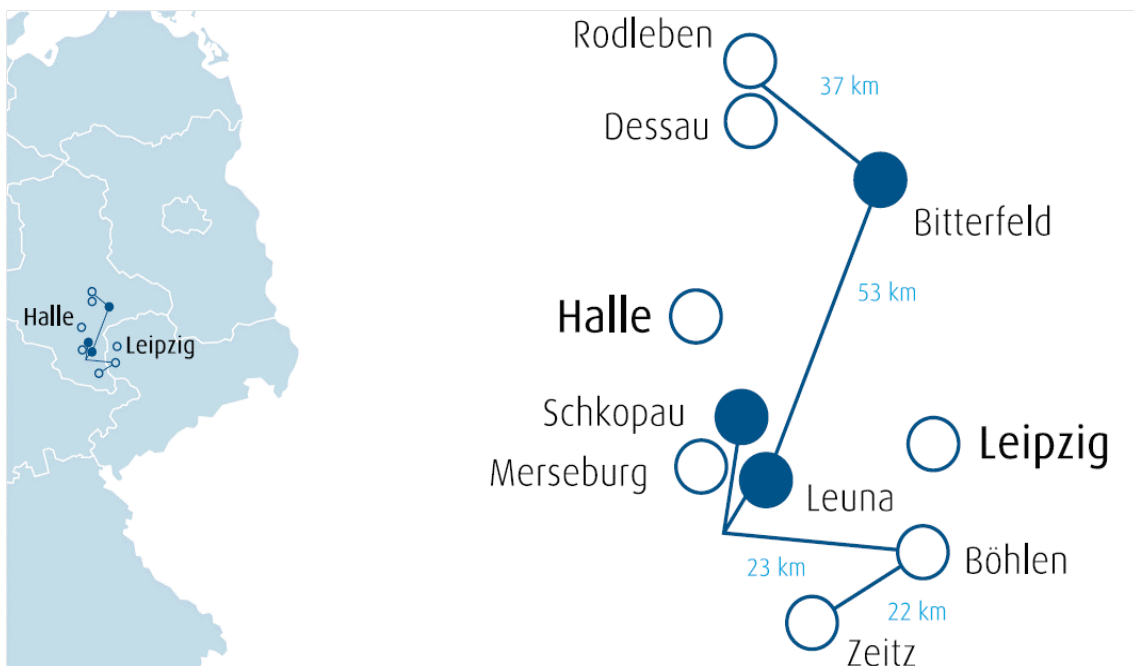 Halle
Leipzig
Rodleben
37 km
Dessau
Bitterfeld
53 km
Halle
Schkopau
Leipzig
Merseburg
Leuna
Böhlen
23 km
22 km
Zeitz